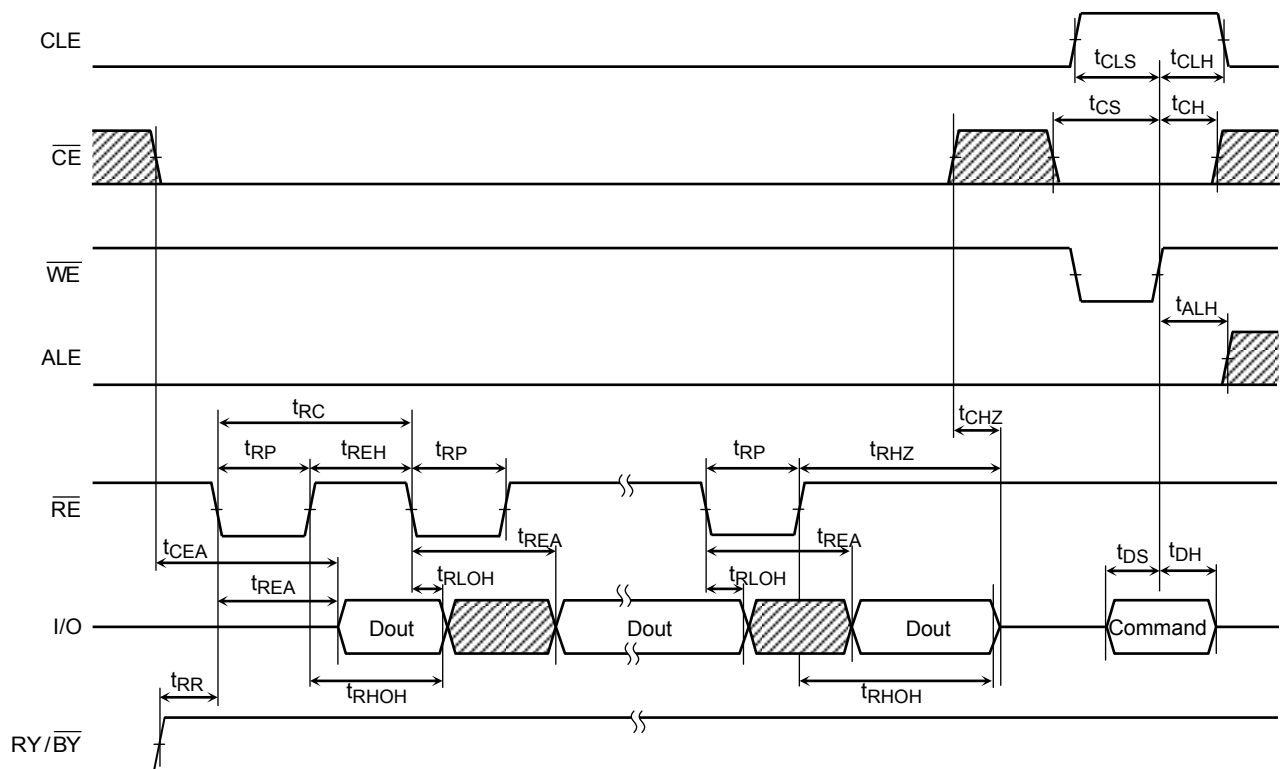 CLE
tCLS tCLH
tCS tCH
CE
WE
tALH
ALE
tRC
tCHZ
tRP tREH tRP tRP tRHZ
RE
tCEA
tREA tREA
tRLOH tRLOH
tDS tDH
tREA
I/O Dout Dout Dout Command
tRR
tRHOH tRHOH
RY/BY